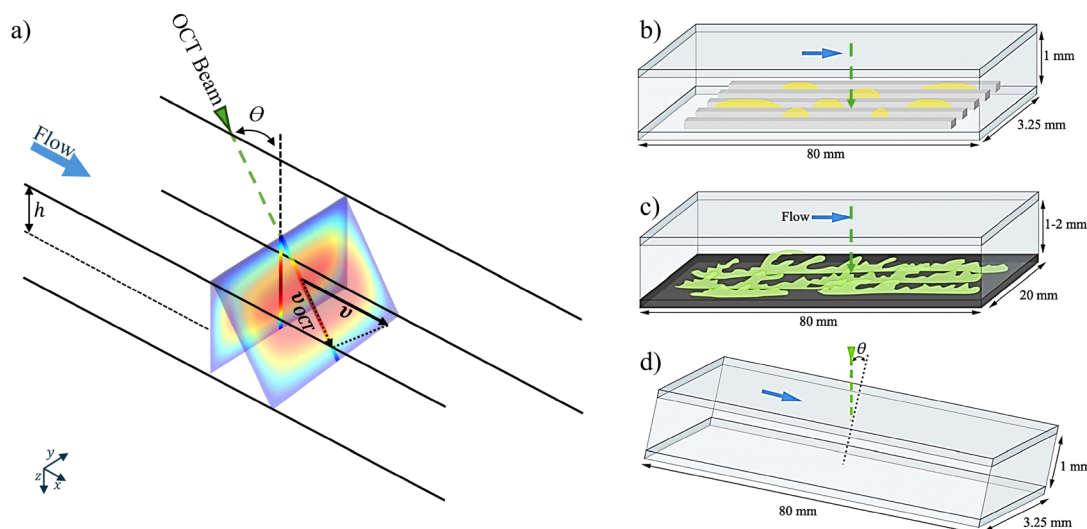 a)
OCT Beam
θ
Flow
h
υ
υ OCT
y
z
x
b)
1 mm
3.25 mm
80 mm
c)
Flow
1-2 mm
20 mm
80 mm
d)
θ
1 mm
80 mm
3.25 mm